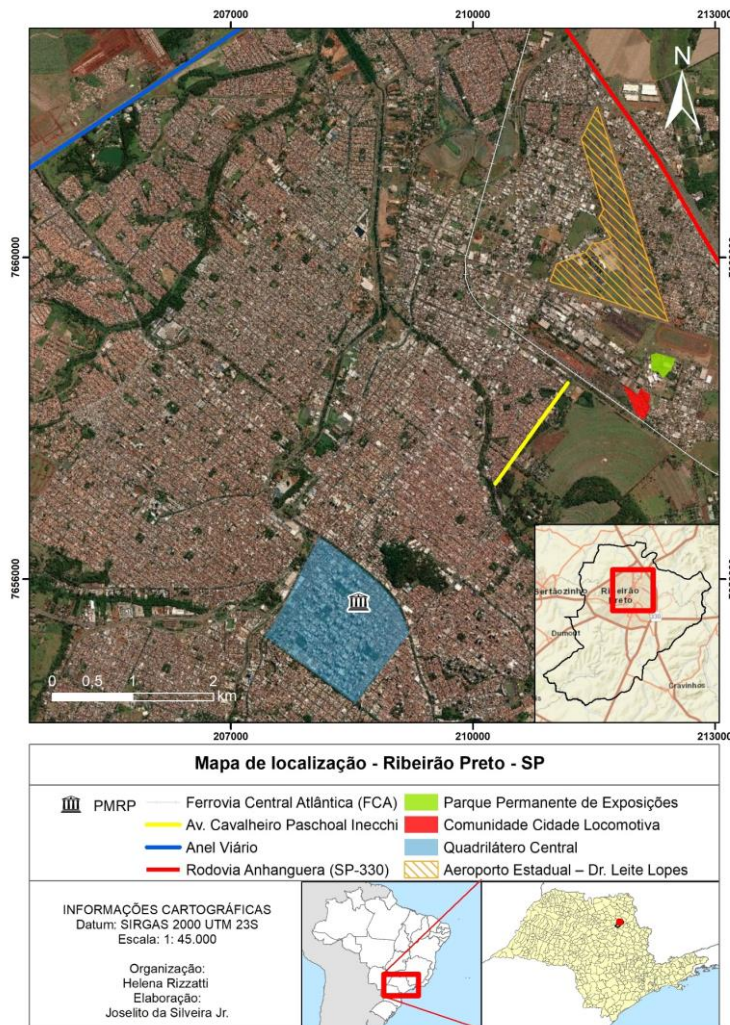 207000 210000 213000
N
7660000
7656000
Bertãozinho
Ribeirão
Preto
330
Dumont
Cravinhos
0 0,5 1 2
km
207000 210000 213000
Mapa de localização - Ribeirão Preto - SP
PMRP
Ferrovia Central Atlântica (FCA)
Av. Cavalheiro Paschoal Inecchi
Anel Viário
Rodovia Anhanguera (SP-330)
Parque Permanente de Exposições
Comunidade Cidade Locomotiva
Quadrilátero Central
Aeroporto Estadual – Dr. Leite Lopes
INFORMAÇÕES CARTOGRÁFICAS
Datum: SIRGAS 2000 UTM 23S
Escala: 1: 45.000
Organização:
Helena Rizzatti
Elaboração:
Joselito da Silveira Jr.